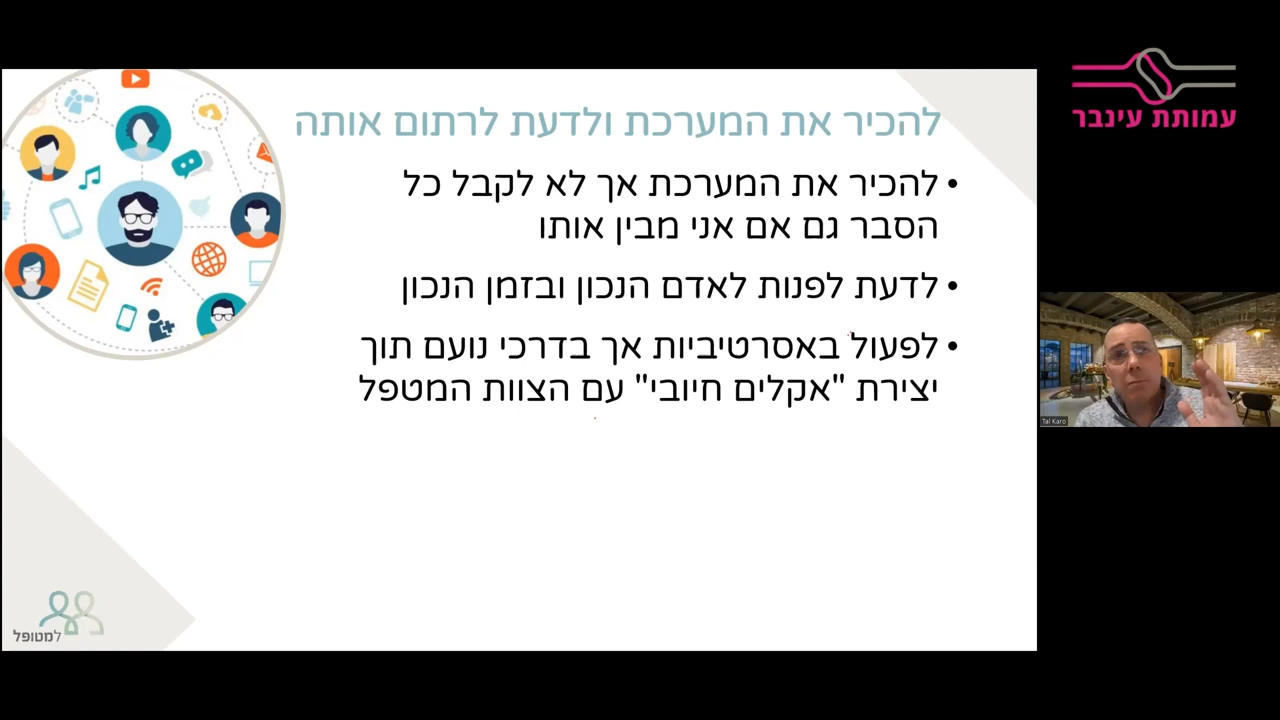 עמותת עינבר
להכיר את המערכת ולדעת לרתום אותה
• להכיר את המערכת אך לא לקבל כל
הסבר גם אם אני מבין אותו
• לדעת לפנות לאדם הנכון ובזמן הנכון
• לפעול באסרטיביות אך בדרכי נועם תוך
יצירת "אקלים חיובי" עם הצוות המטפל
Tal Karo
למטופל